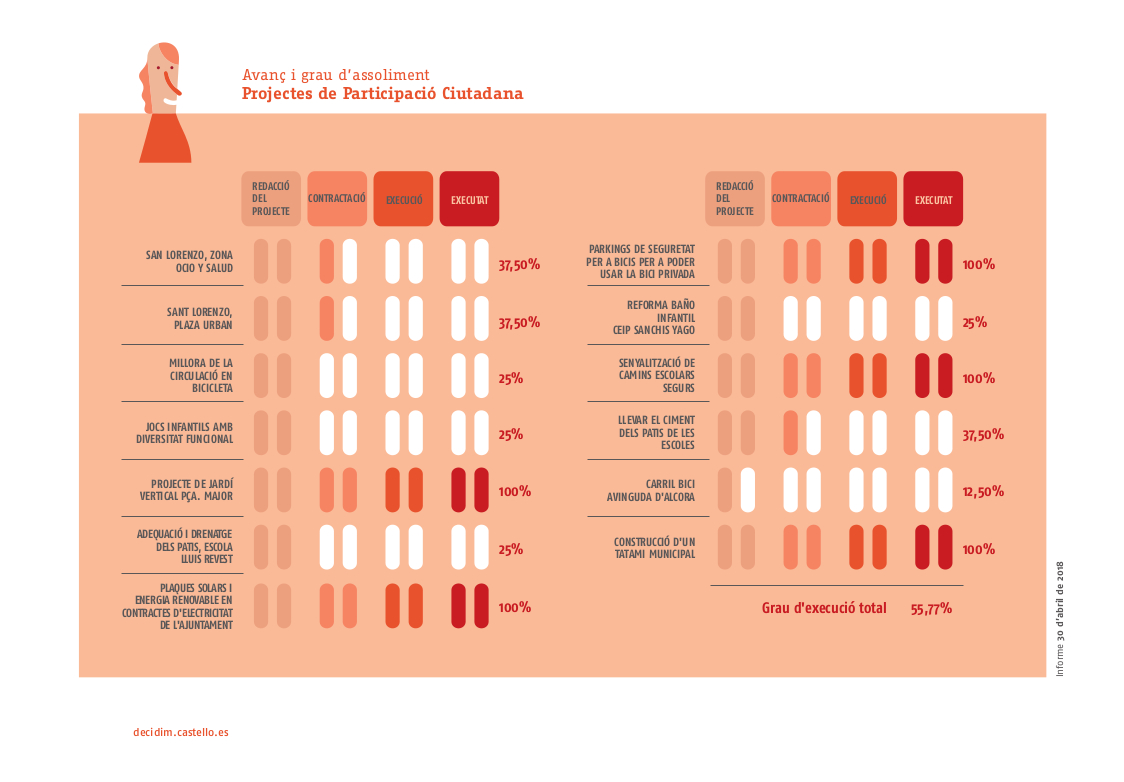 Avanç i grau d'assoliment
Projectes de Participació Ciutadana
REDACCIÓ
DEL
PROJECTE
CONTRACTACIÓ
EXECUCIÓ
EXECUTAT
SAN LORENZO, ZONA
OCIO Y SALUD
37,50%
SANT LORENZO,
PLAZA URBAN
37,50%
MILLORA DE LA
CIRCULACIÓ EN
BICICLETA
25%
JOCS INFANTILS AMB
DIVERSITAT FUNCIONAL
25%
PROJECTE DE JARDÍ
VERTICAL PÇA. MAJOR
100%
ADEQUACIÓ I DRENATGE
DELS PATIS, ESCOLA
LLUIS REVEST
25%
PLAQUES SOLARS I
ENERGIA RENOVABLE EN
CONTRACTES D'ELECTRICITAT
DE L'AJUNTAMENT
100%
REDACCIÓ
DEL
PROJECTE
CONTRACTACIÓ
EXECUCIÓ
EXECUTAT
PARKINGS DE SEGURETAT
PER A BICIS PER A PODER
USAR LA BICI PRIVADA
100%
REFORMA BAÑO
INFANTIL
CEIP SANCHIS YAGO
25%
SENYALITZACIÓ DE
CAMINS ESCOLARS
SEGURS
100%
LLEVAR EL CIMENT
DELS PATIS DE LES
ESCOLES
37,50%
CARRIL BICI
AVINGUDA D'ALCORA
12,50%
CONSTRUCCIÓ D'UN
TATAMI MUNICIPAL
100%
Grau d'execució total 55,77%
Informe 30 d'abril de 2018
decidim.castello.es